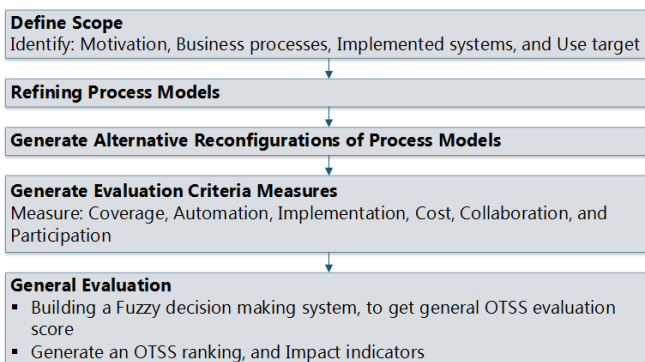 Define Scope
Identify: Motivation, Business processes, Implemented systems, and Use target
Refining Process Models
Generate Alternative Reconfigurations of Process Models
Generate Evaluation Criteria Measures
Measure: Coverage, Automation, Implementation, Cost, Collaboration, and
Participation
General Evaluation
▪ Building a Fuzzy decision making system, to get general OTSS evaluation
score
▪ Generate an OTSS ranking, and Impact indicators